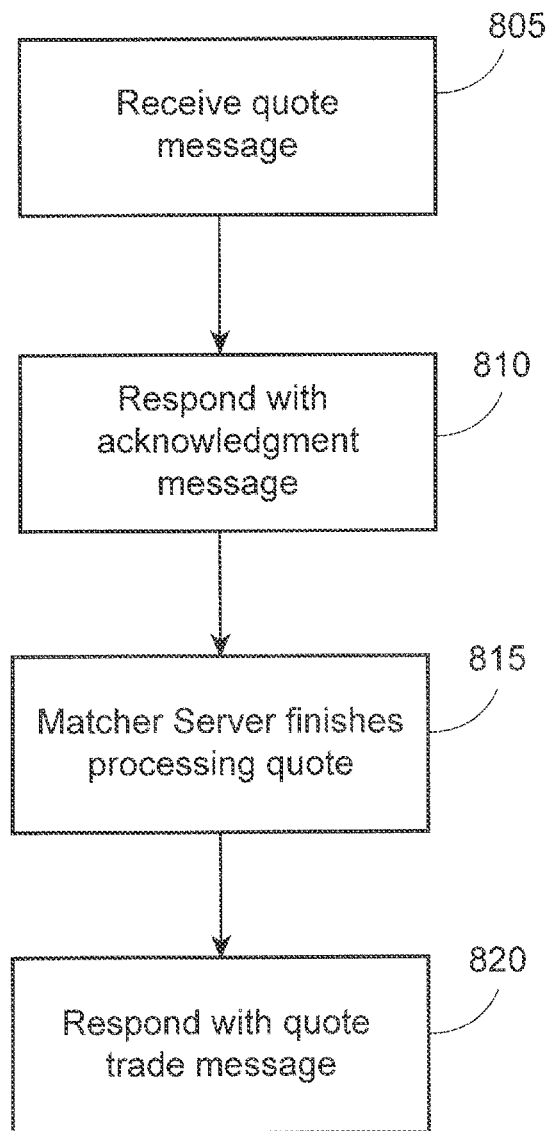 805
Receive quote
message
810
Respond with
acknowledgment
message
815
Matcher Server finishes
processing quote
820
Respond with quote
trade message